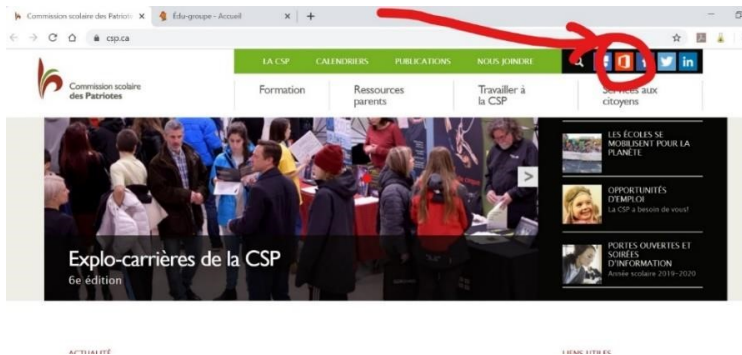 Commission scolaire des Patriot
Édu-groupe - Accueil
csp.ca
LA CSP
CALENDRIERS
PUBLICATIONS
NOUS JOINDRE
in
Commission scolaire
des Patriotes
Formation
Ressources
parents
Travailler à
la CSP
Services aux
citoyens
LES ÉCOLES SE
MOBILISENT POUR LA
PLANÈTE
OPPORTUNITÉS
D'EMPLOI
La CSP a besoin de vous!
PORTES OUVERTES ET
SOIRÉES
D'INFORMATION
Année scolaire 2019-2020
Explo-carrières de la CSP
6e édition
ACTUALITÉ
LIENS UTILES